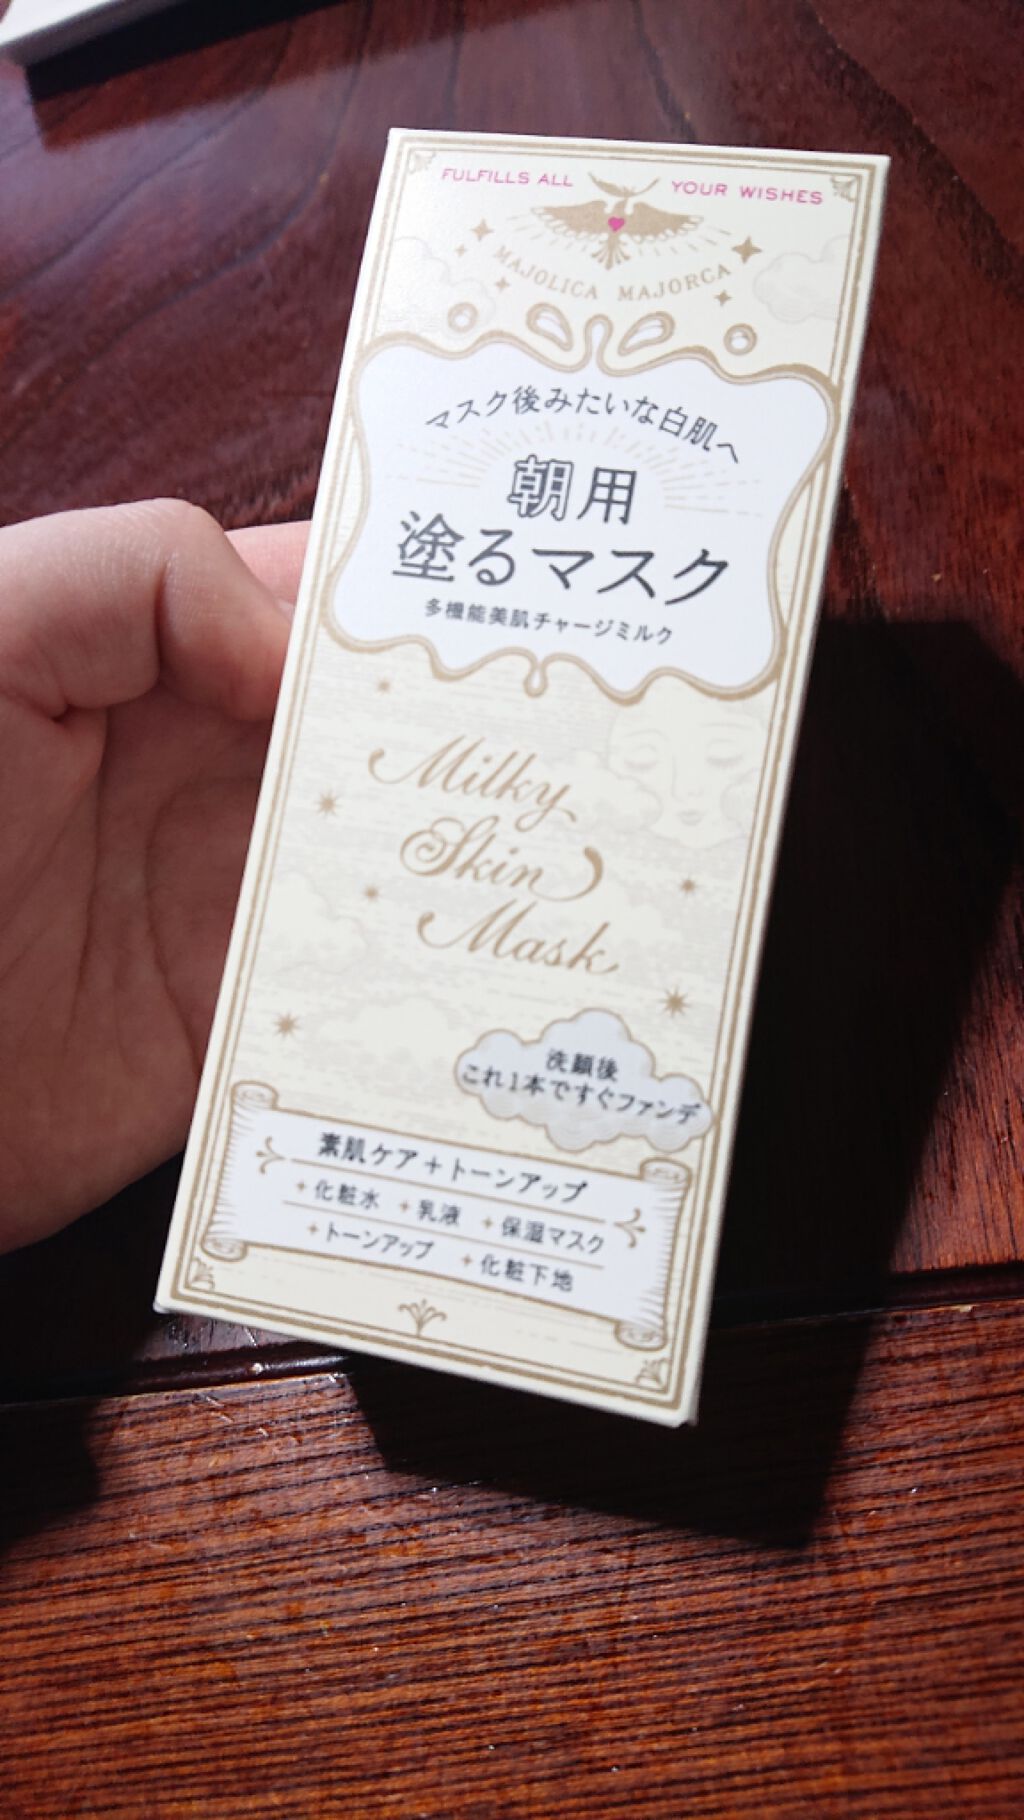 FULFILLS ALL YOUR WISHES
MAJOLICA MAJORCA
マスク後みたいな白肌へ
朝用
塗るマスク
多機能美肌チャージミルク
Milky
Skin
Mask
洗顔後
これ1本ですぐファンデ
素肌ケア+トーンアップ
+化粧水 +乳液 +保湿マスク
+トーンアップ +化粧下地